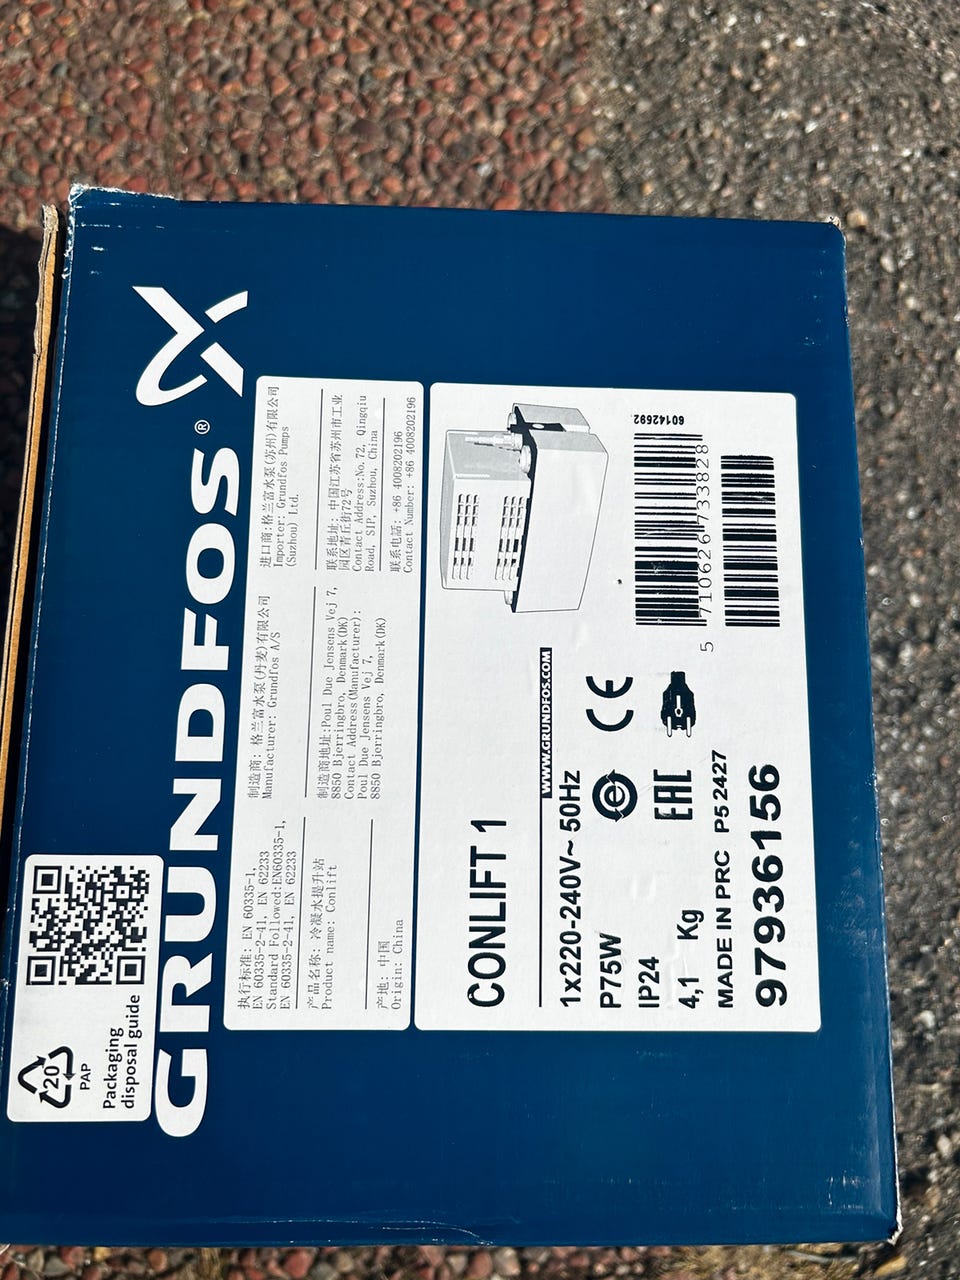 GRUNDFOS®
20
PAP
Packaging
disposal guide
执行标准: EN 60335-1,
EN 60335-2-41, EN 62233
Standard Followed:EN60335-1,
EN 60335-2-41, EN 62233
产品名称: 冷凝水提升站
Product name: Conlift
产地: 中国
Origin: China
制造商: 格兰富水泵(丹麦)有限公司
Manufacturer: Grundfos A/S
制造商地址:Poul Due Jensens Vej 7,
8850 Bjerringbro, Denmark(DK)
Contact Address(Manufacturer):
Poul Due Jensens Vej 7,
8850 Bjerringbro, Denmark(DK)
进口商:格兰富水泵(苏州)有限公司
Importer: Grundfos Pumps
(Suzhou) Ltd.
联系地址: 中国江苏省苏州市工业
园区青丘街72号
Contact Address:No.72, Qingqiu
Road, SIP, Suzhou, China
联系电话: +86 4008202196
Contact Number: +86 4008202196
CONLIFT 1
WWW.GRUNDFOS.COM
1x220-240V~ 50Hz
P75W
IP24
4,1 Kg
CE
EAC
MADE IN PRC P5 2427
97936156
60142692
5 710626 733828